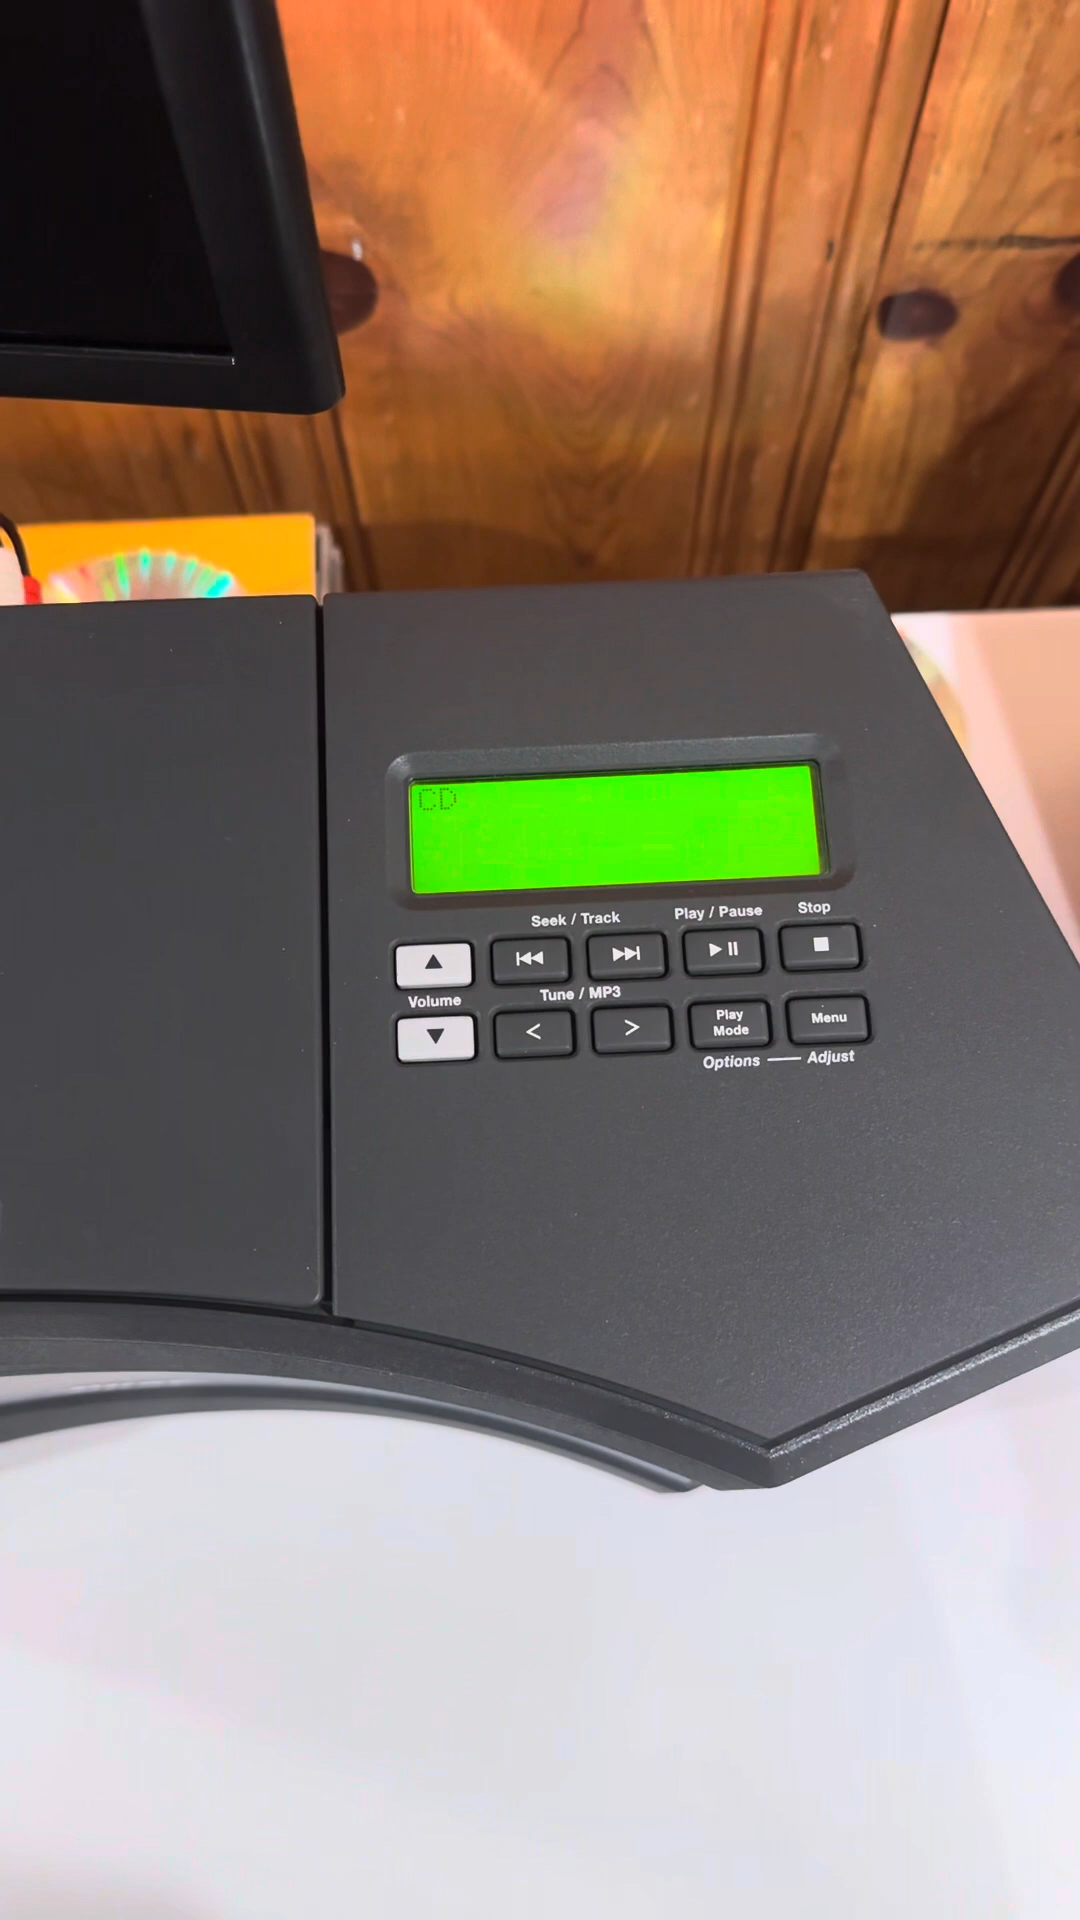 CD
Seek / Track
Play / Pause
Stop
Volume
Tune / MP3
Play
Mode
Menu
Options — Adjust